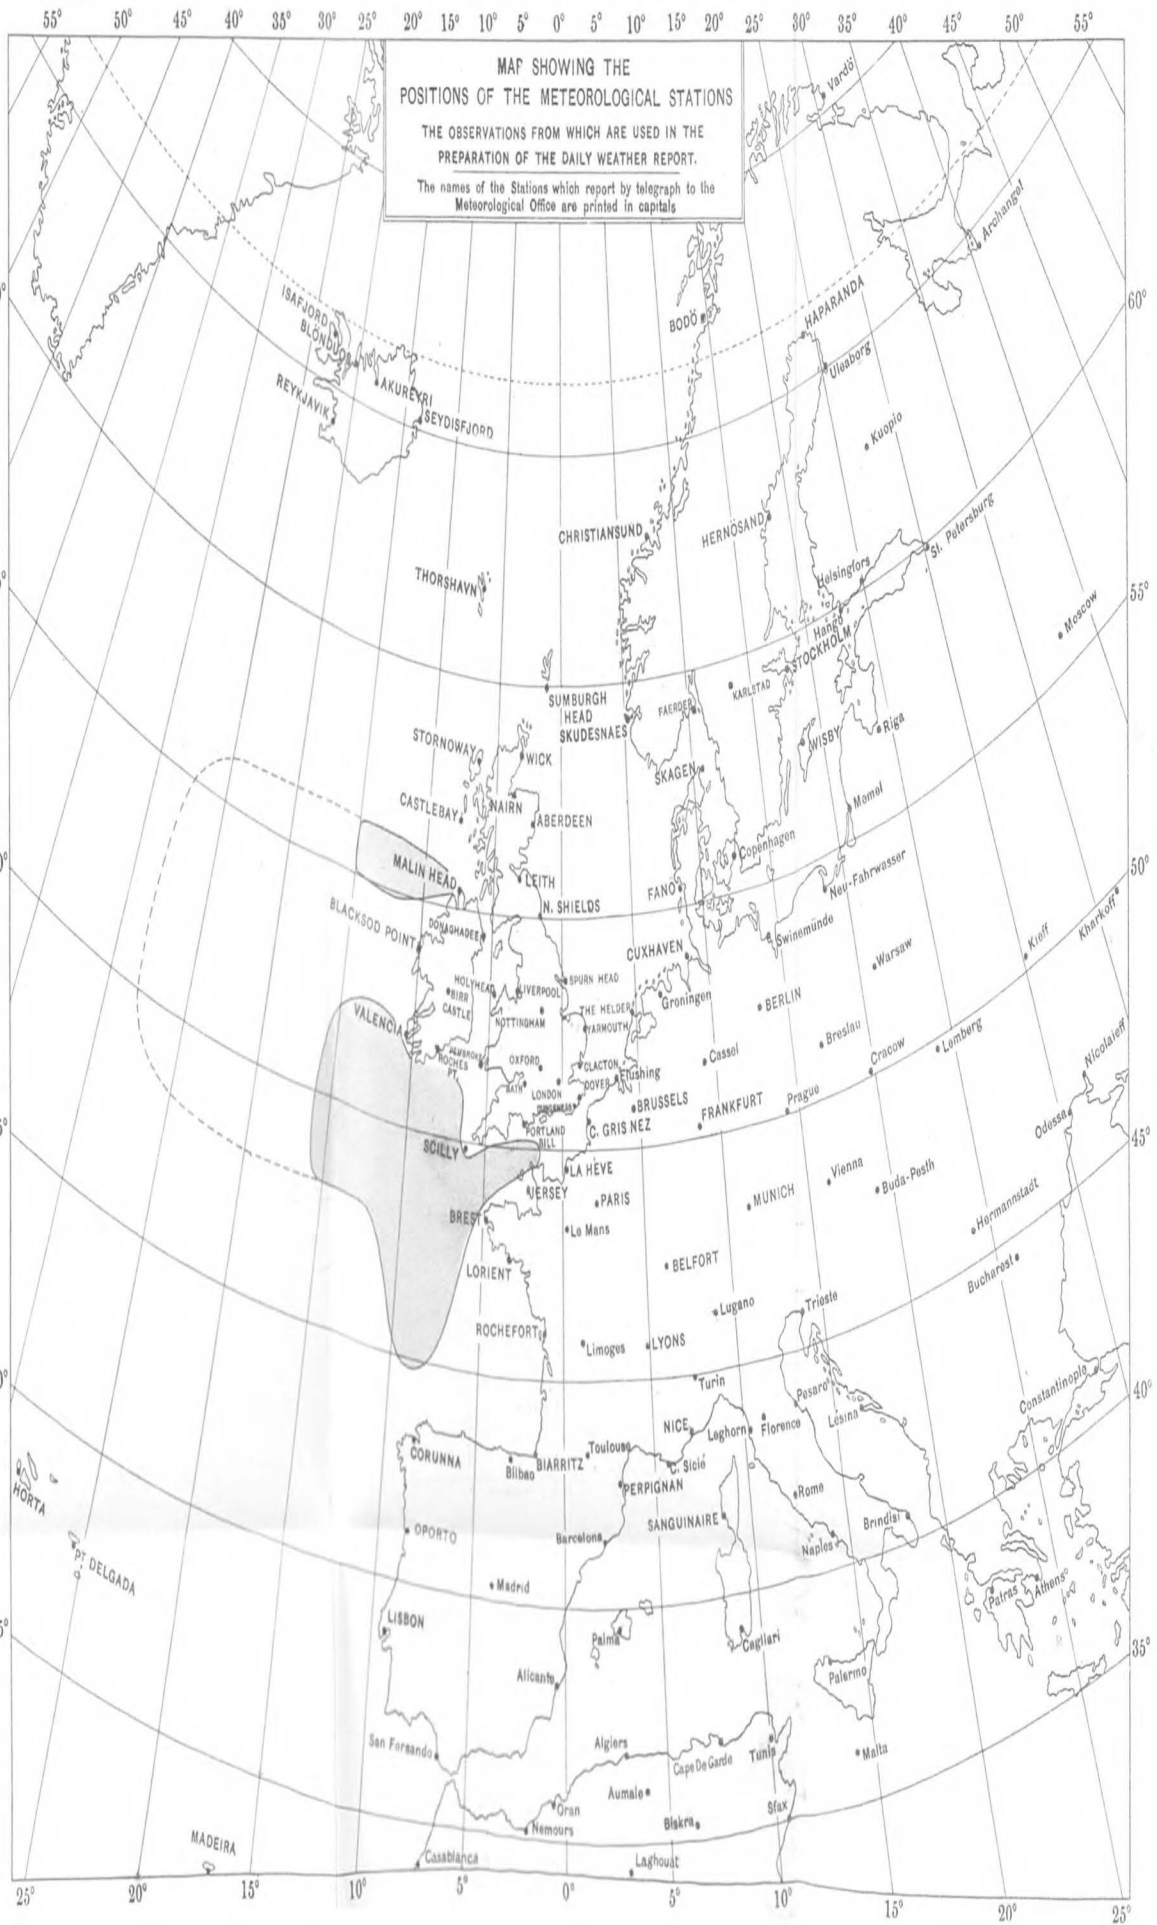 55° 50° 45° 40° 35° 30° 25° 20° 15° 10° 5° 0° 5° 10° 15° 20° 25° 30° 35° 40° 45° 50° 55°
MAP SHOWING THE
POSITIONS OF THE METEOROLOGICAL STATIONS
THE OBSERVATIONS FROM WHICH ARE USED IN THE
PREPARATION OF THE DAILY WEATHER REPORT.
The names of the Stations which report by telegraph to the
Meteorological Office are printed in capitals
Vardö
Archangel
60°
ISAFJORD
BLÖNDUOS
AKUREYRI
REYKJAVIK
SEYDISFJORD
BODÖ
HAPARANDA
Uleaborg
Kuopio
CHRISTIANSUND
HERNÖSAND
St. Petersburg
Helsingfors
THORSHAVN
Hangö
STOCKHOLM
55°
Moscow
SUMBURGH
HEAD
SKUDESNAES
FAERDER
KARLSTAD
WISBY
Riga
STORNOWAY
WICK
SKAGEN
CASTLEBAY
NAIRN
ABERDEEN
Memel
Copenhagen
MALIN HEAD
LEITH
FANO
Neu-Fahrwasser
50°
BLACKSOD POINT
DONAGHADEE
N. SHIELDS
Swinemünde
Kharkoff
Kieff
CUXHAVEN
Warsaw
HOLYHEAD
LIVERPOOL
SPURN HEAD
BIRR
CASTLE
NOTTINGHAM
THE HELDER
YARMOUTH
Groningen
BERLIN
VALENCIA
PEMBROKE
ROCHES
PT.
OXFORD
CLACTON
Flushing
Cassel
Breslau
Cracow
Lemberg
Nicolaieff
BATH
LONDON
DOVER
DUNGENESS
BRUSSELS
FRANKFURT
Prague
Odessa
45°
SCILLY
PORTLAND
BILL
C. GRIS NEZ
LA HÈVE
JERSEY
PARIS
MUNICH
Vienna
Buda-Pesth
Hermannstadt
BREST
Le Mans
LORIENT
BELFORT
Bucharest
Lugano
Trieste
ROCHEFORT
Limoges
LYONS
Turin
Pesaro
Lesina
Constantinople
40°
CORUNNA
Bilbao
BIARRITZ
Toulouse
NICE
Leghorn
Florence
C. Sicié
HORTA
PERPIGNAN
Rome
OPORTO
SANGUINAIRE
Brindisi
Barcelona
Naples
PT DELGADA
Madrid
Patras
Athens
LISBON
Palma
Cagliari
35°
Palermo
Alicante
San Fernando
Algiers
Cape De Garde
Tunis
Malta
Aumale
Oran
Sfax
Biskra
Nemours
MADEIRA
Casablanca
Laghouat
25° 20° 15° 10° 5° 0° 5° 10° 15° 20° 25°